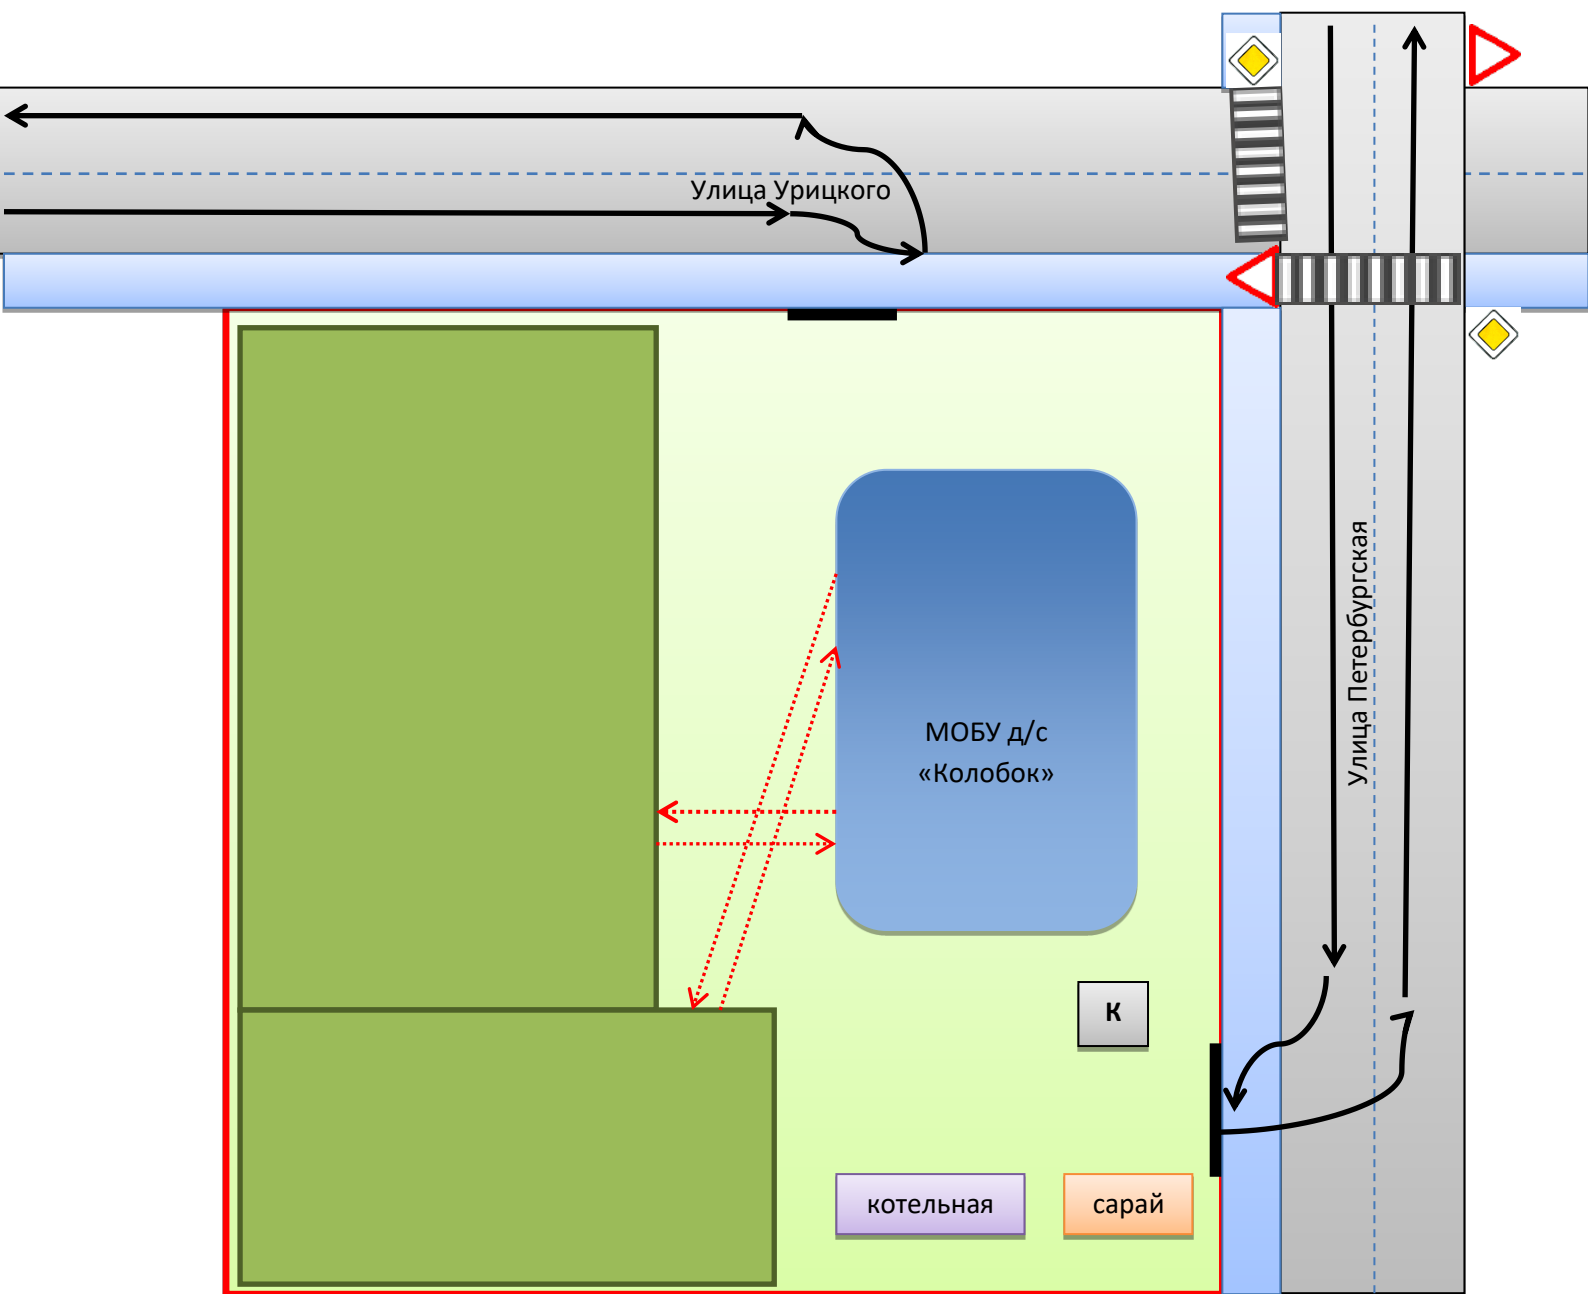 Улица Урицкого
Улица Петербургская
МОБУ д/с
«Колобок»
К
котельная
сарай